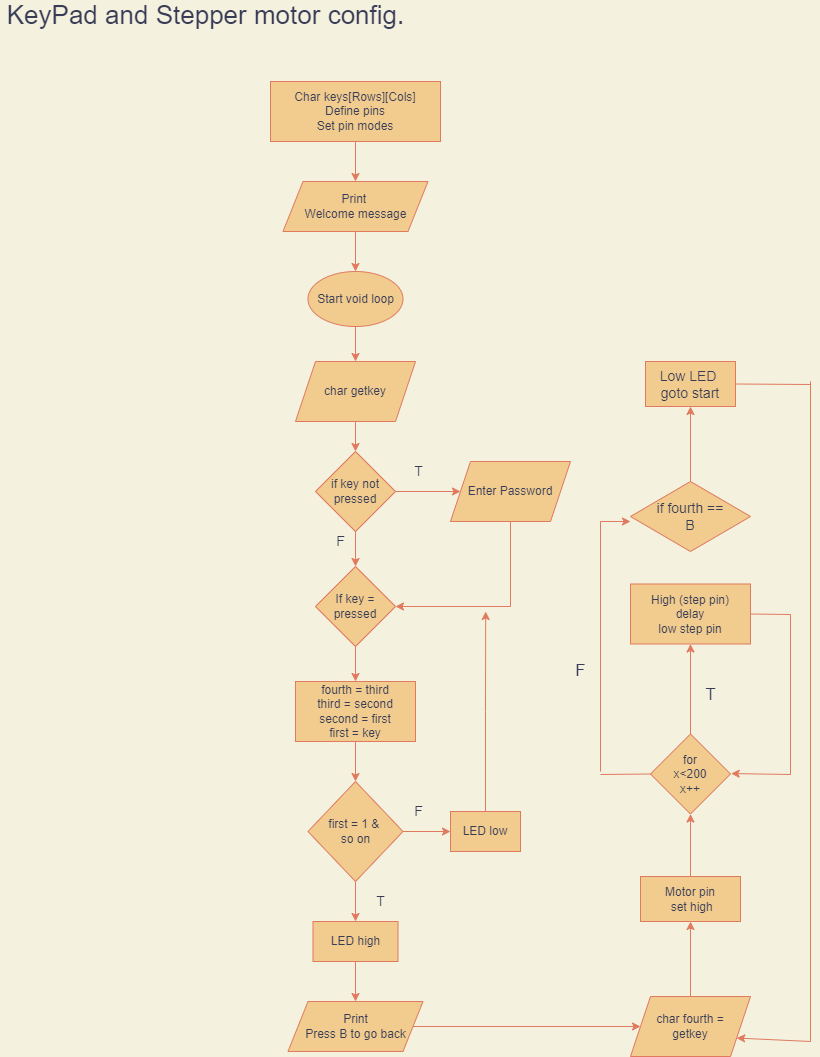 KeyPad and Stepper motor config.
Char keys[Rows][Cols]
Define pins
Set pin modes
Print
Welcome message
Start void loop
char getkey
if key not
pressed
T
Enter Password
F
If key =
pressed
fourth = third
third = second
second = first
first = key
first = 1 &
so on
F
LED low
T
LED high
Print
Press B to go back
char fourth =
getkey
Motor pin
set high
for
x<200
x++
T
High (step pin)
delay
low step pin
F
if fourth ==
B
Low LED
goto start